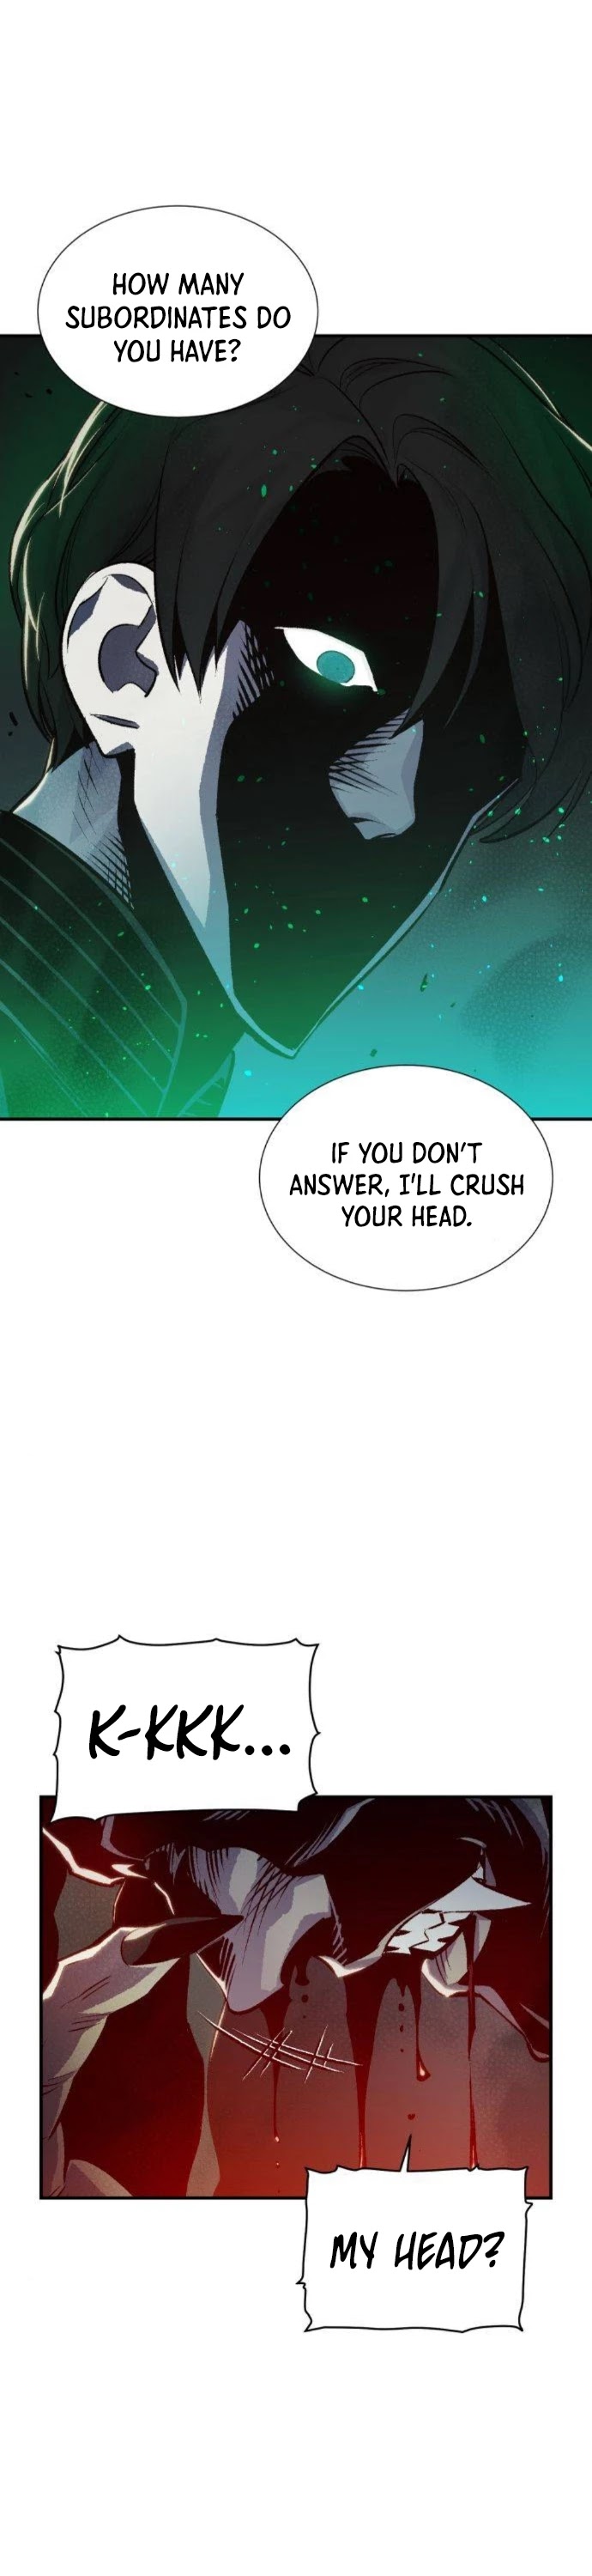 HOW MANY
SUBORDINATES DO
YOU HAVE?
IF YOU DON'T
ANSWER, I'LL CRUSH
YOUR HEAD.
K-KKK...
MY HEAD?